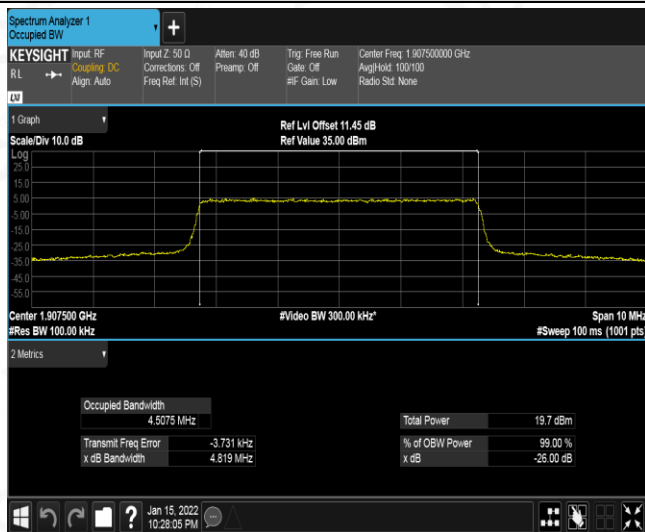 Spectrum Analyzer 1
Occupied BW
+
KEYSIGHT
RL
Input: RF
Coupling: DC
Align: Auto
Input Z: 50 Ω
Corrections: Off
Freq Ref: Int (S)
Atten: 40 dB
Preamp: Off
Trig: Free Run
Gate: Off
#IF Gain: Low
Center Freq: 1.907500000 GHz
Avg|Hold: 100/100
Radio Std: None
LXI
1 Graph
Scale/Div 10.0 dB
Ref Lvl Offset 11.45 dB
Ref Value 35.00 dBm
Log
25.0
15.0
5.00
-5.00
-15.0
-25.0
-35.0
-45.0
-55.0
Center 1.907500 GHz
#Res BW 100.00 kHz
#Video BW 300.00 kHz*
Span 10 MHz
#Sweep 100 ms (1001 pts)
2 Metrics
Occupied Bandwidth
4.5075 MHz
Total Power 19.7 dBm
Transmit Freq Error -3.731 kHz
% of OBW Power 99.00 %
x dB Bandwidth 4.819 MHz
x dB -26.00 dB
?
Jan 15, 2022
10:28:05 PM